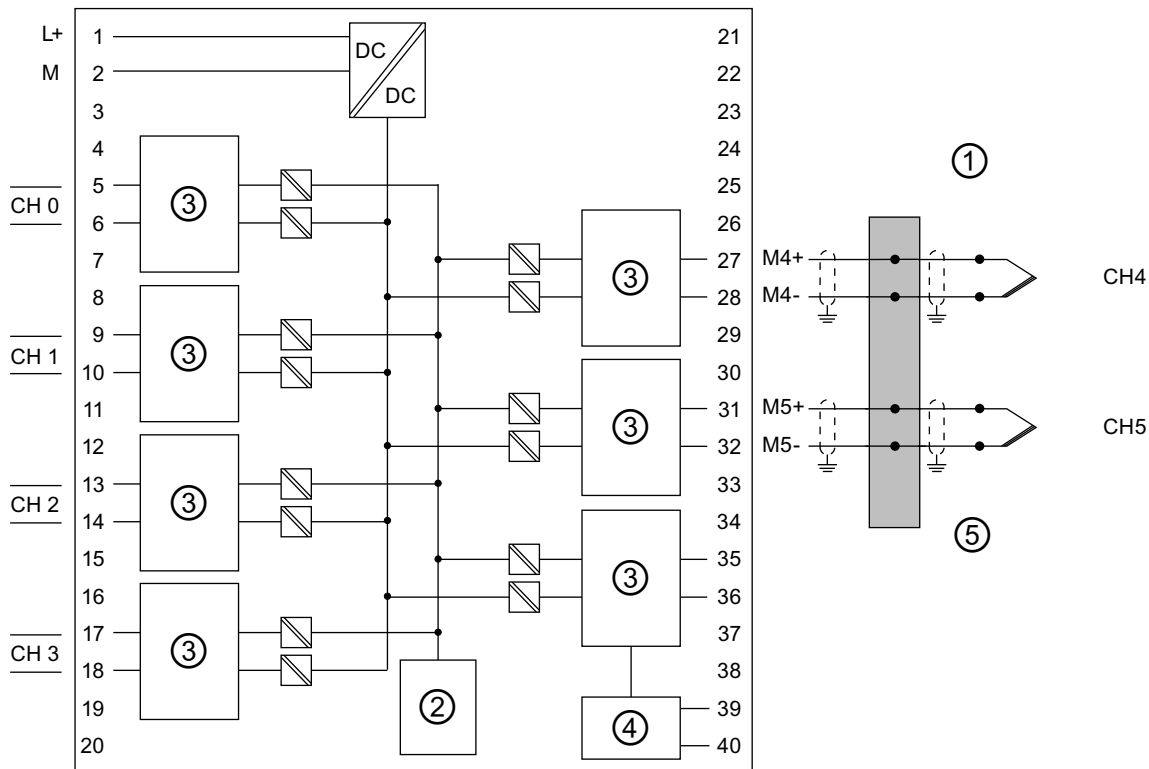 L+ 1 DC 21
M 2 DC 22
3 23
4 24 ①
5 25
CH 0 ③
6 26
7 27 M4+
③ CH4
8 28 M4-
9 29
CH 1 ③
10 30
11 31 M5+
③ CH5
12 32 M5-
13 33
CH 2 ③
14 34
⑤
15 35
③
16 36
17 37
CH 3 ③
18 38
19 ② ④ 39
20 40